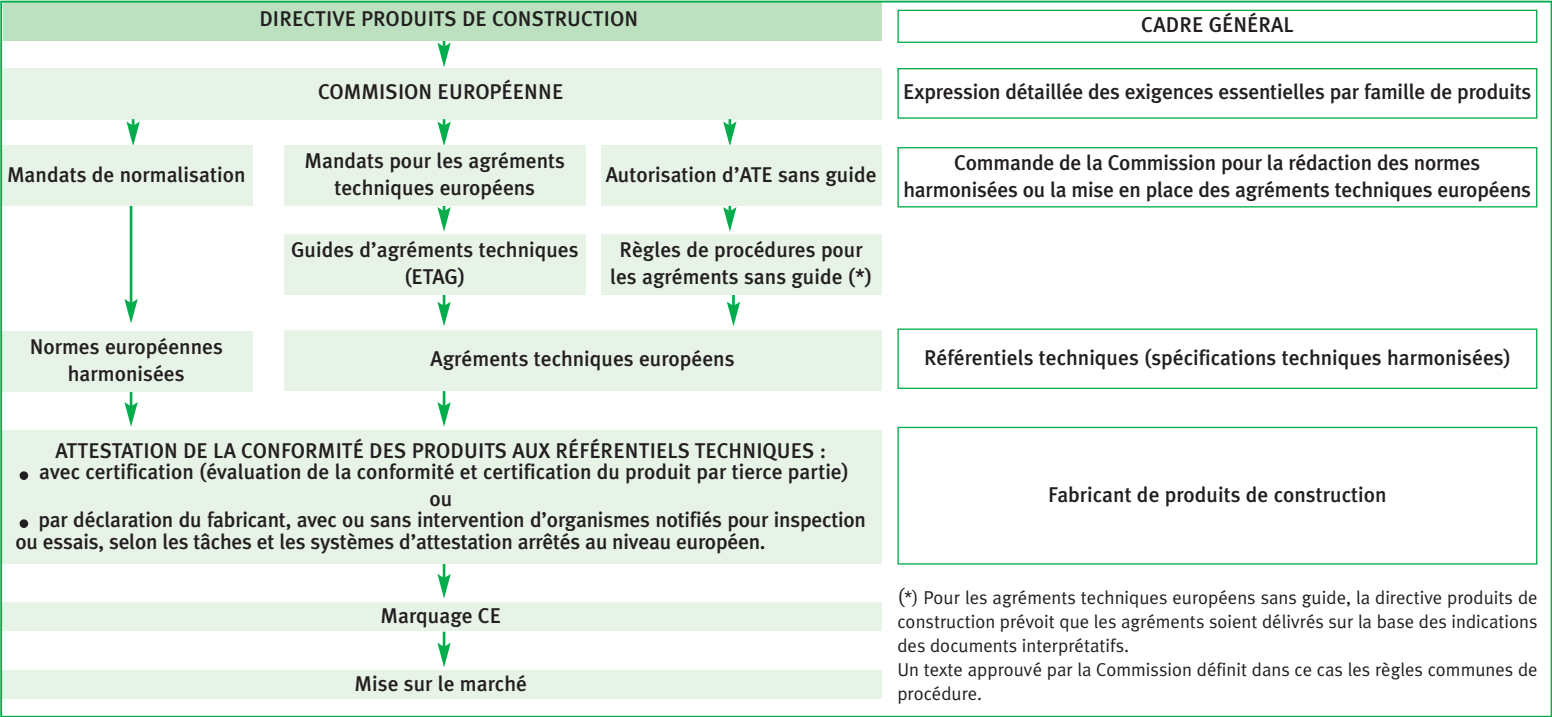 DIRECTIVE PRODUITS DE CONSTRUCTION
CADRE GÉNÉRAL
COMMISION EUROPÉENNE
Expression détaillée des exigences essentielles par famille de produits
Mandats de normalisation
Mandats pour les agréments
techniques européens
Autorisation d’ATE sans guide
Commande de la Commission pour la rédaction des normes
harmonisées ou la mise en place des agréments techniques européens
Guides d’agréments techniques
(ETAG)
Règles de procédures pour
les agréments sans guide (*)
Normes européennes
harmonisées
Agréments techniques européens
Référentiels techniques (spécifications techniques harmonisées)
ATTESTATION DE LA CONFORMITÉ DES PRODUITS AUX RÉFÉRENTIELS TECHNIQUES :
● avec certification (évaluation de la conformité et certification du produit par tierce partie)
ou
● par déclaration du fabricant, avec ou sans intervention d’organismes notifiés pour inspection
ou essais, selon les tâches et les systèmes d’attestation arrêtés au niveau européén.
Fabricant de produits de construction
Marquage CE
Mise sur le marché
(*) Pour les agréments techniques européens sans guide, la directive produits de
construction prévoit que les agréments soient délivrés sur la base des indications
des documents interprétatifs.
Un texte approuvé par la Commission définit dans ce cas les règles communes de
procédure.